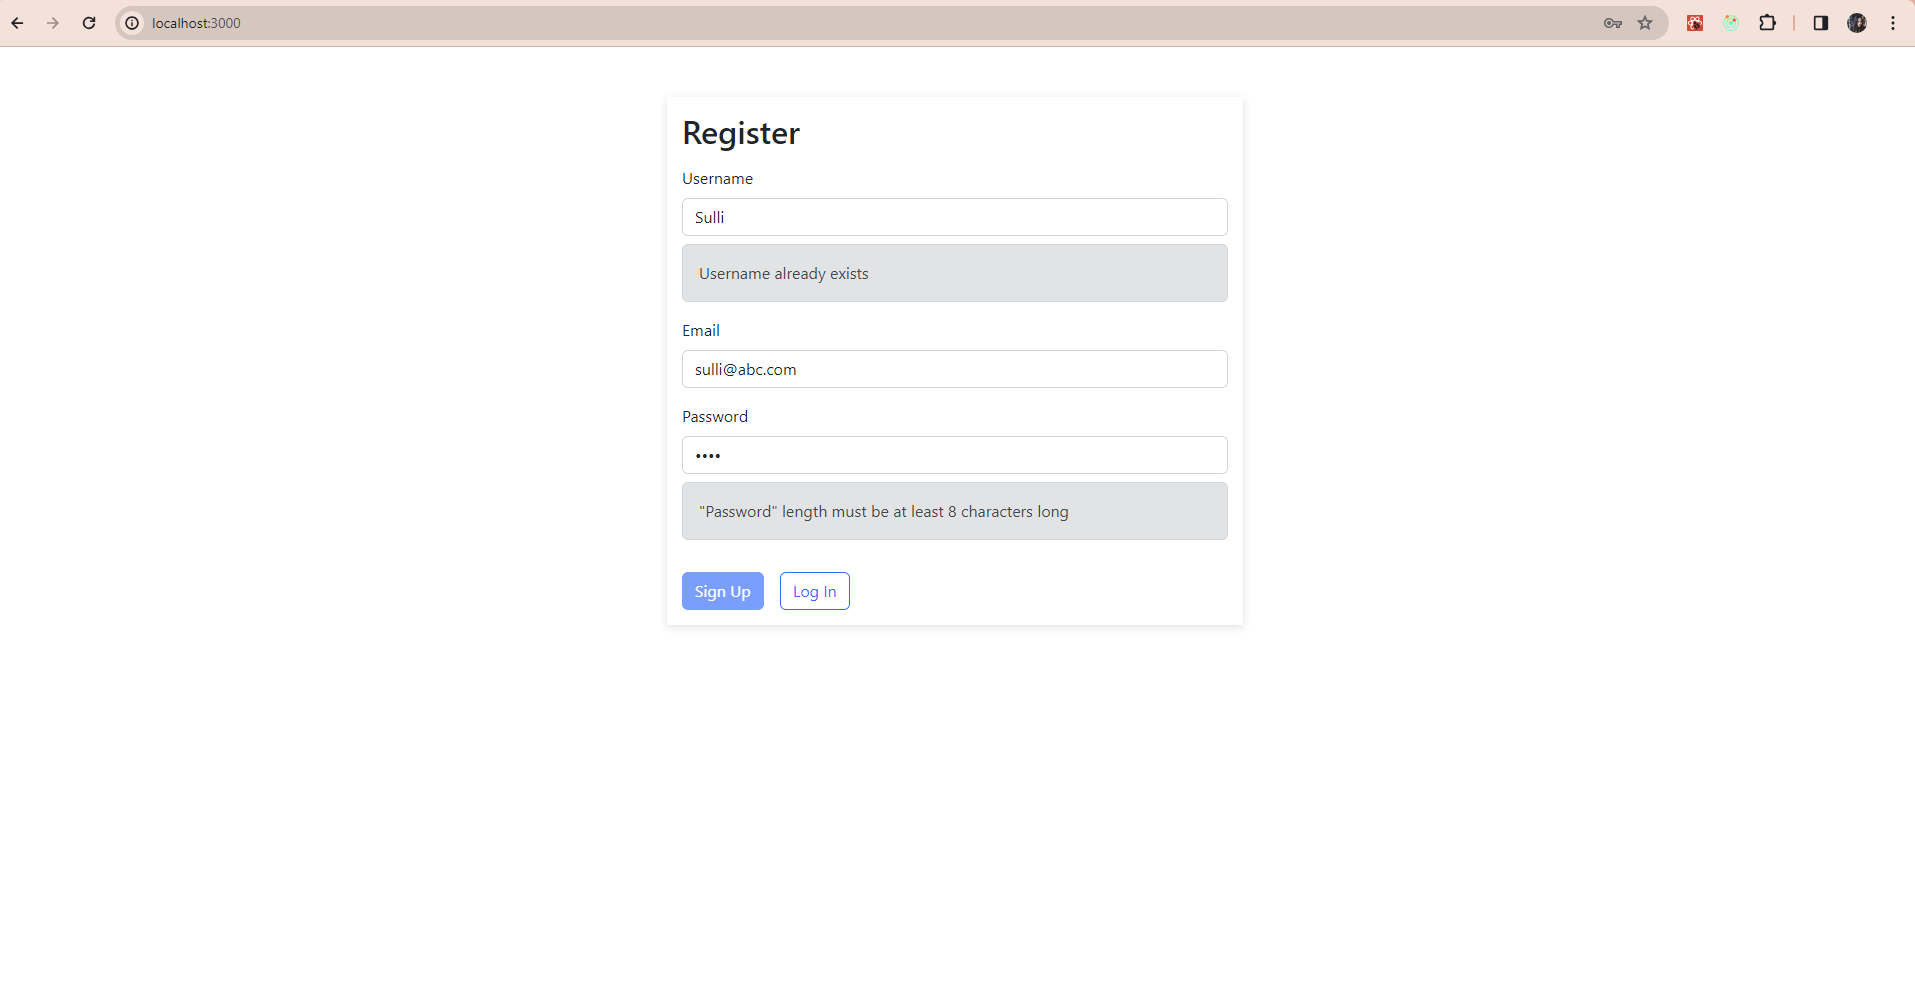 localhost:3000
Register
Username
Sulli
Username already exists
Email
sulli@abc.com
Password
••••
"Password" length must be at least 8 characters long
Sign Up Log In